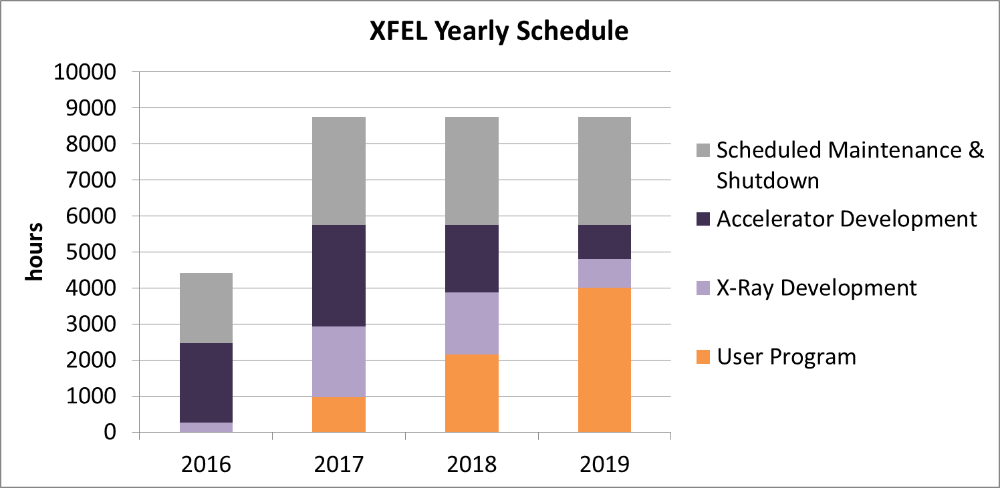 XFEL Yearly Schedule
10000
9000
8000
7000
6000
5000
4000
3000
2000
1000
0
hours
2016
2017
2018
2019
Scheduled Maintenance &
Shutdown
Accelerator Development
X-Ray Development
User Program